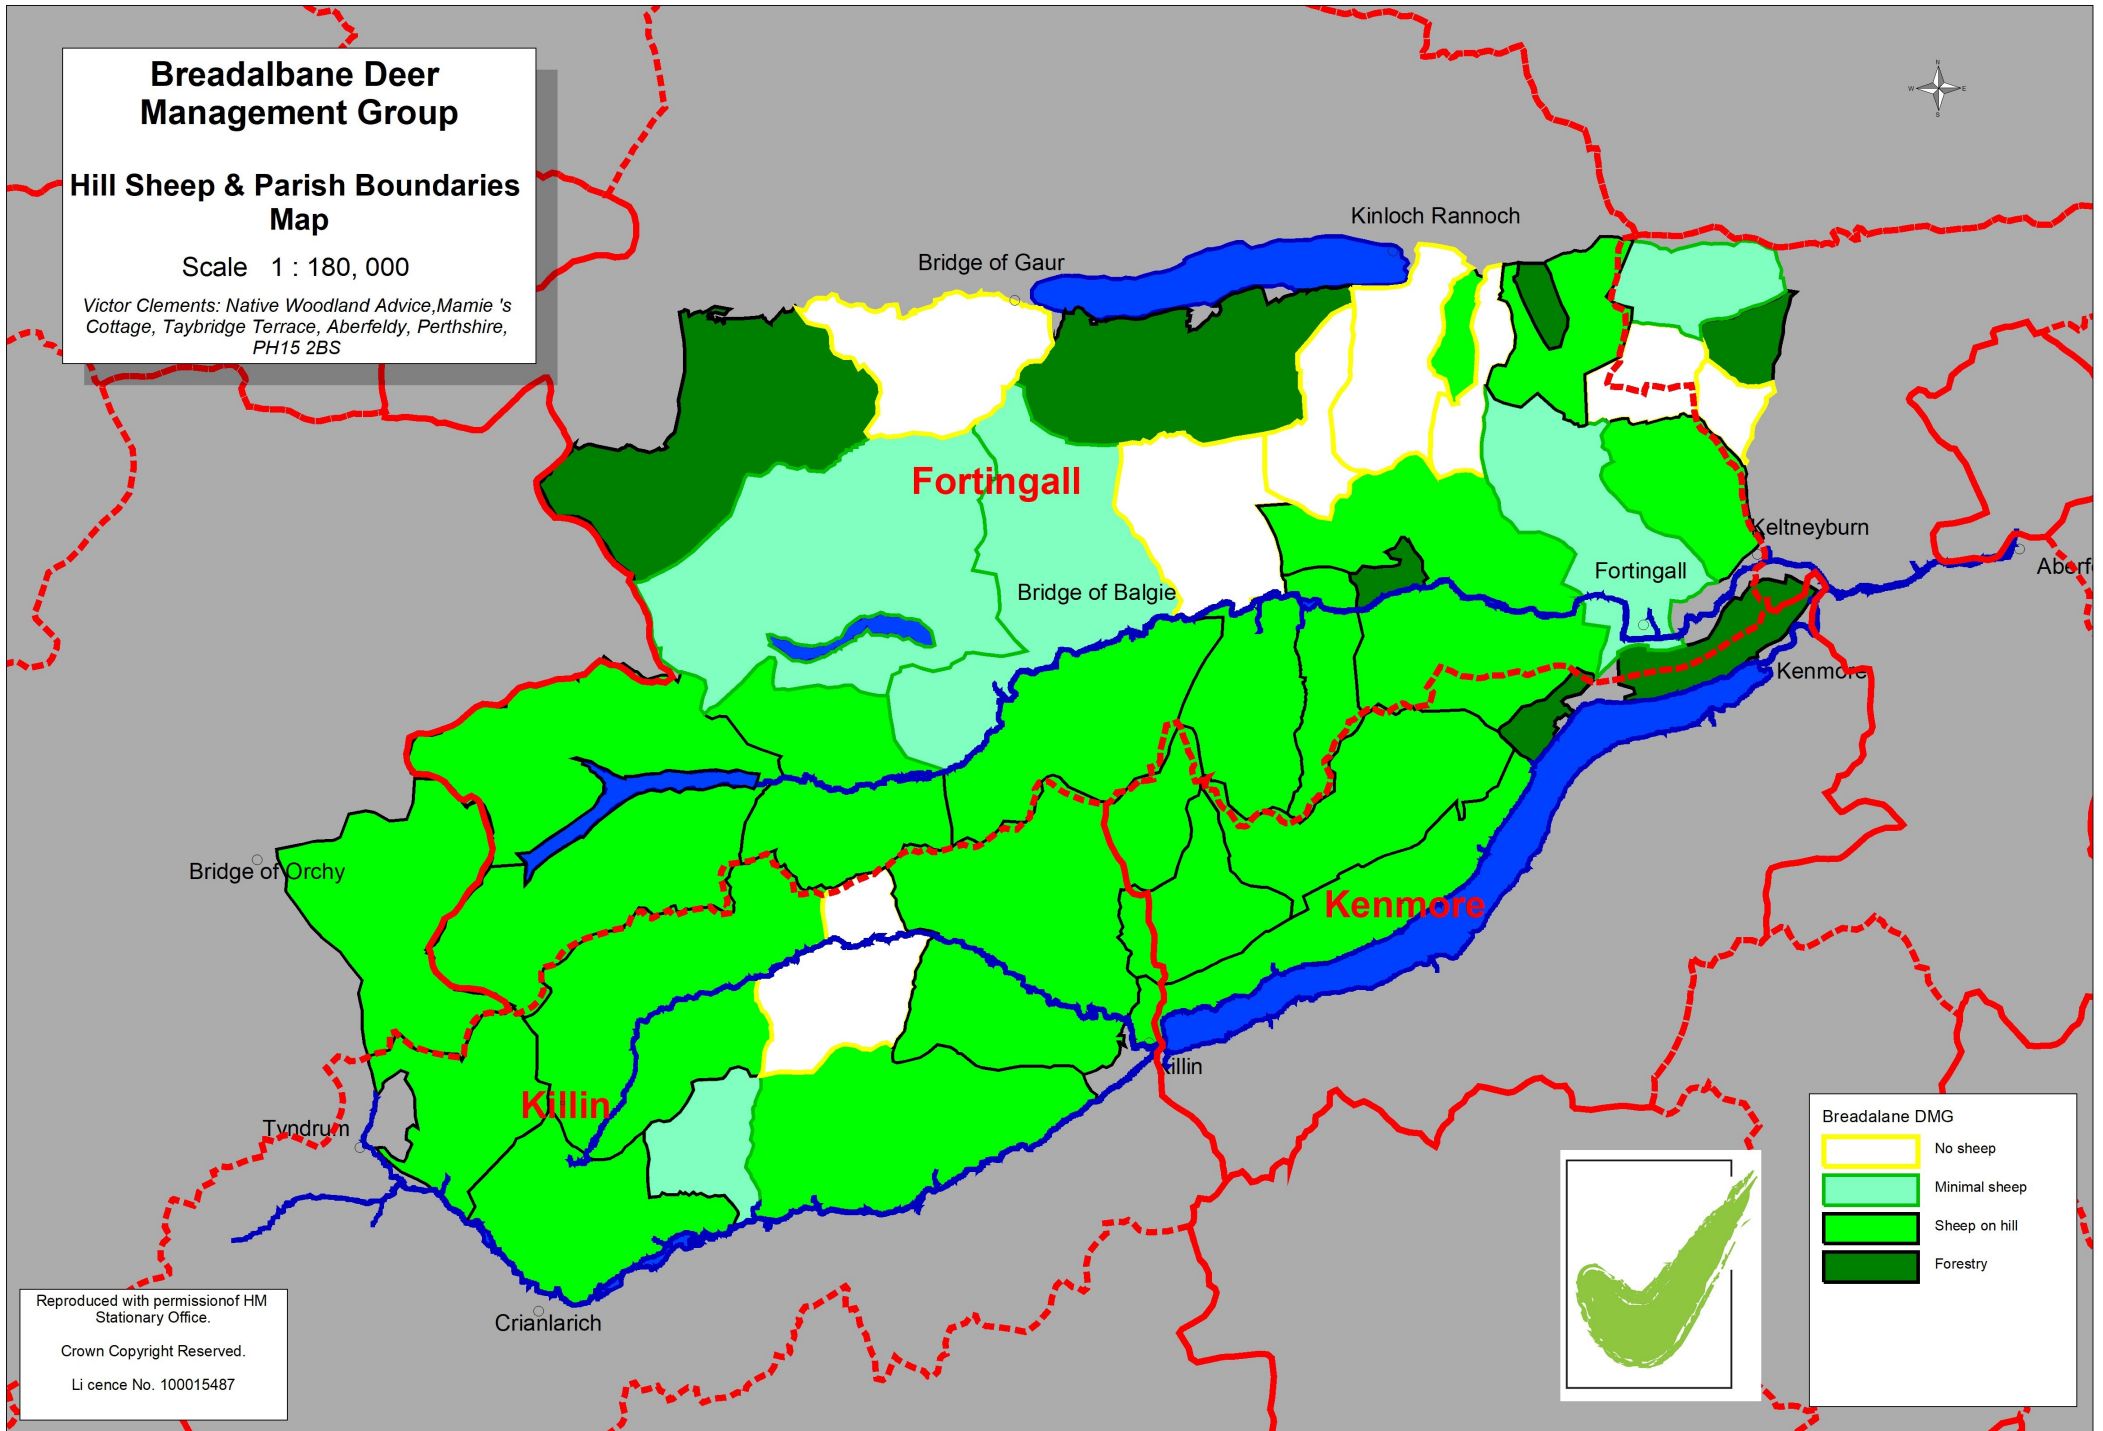 Breadalbane Deer
Management Group
Hill Sheep & Parish Boundaries
Map
Scale 1 : 180, 000
Victor Clements: Native Woodland Advice,Mamie 's
Cottage, Taybridge Terrace, Aberfeldy, Perthshire,
PH15 2BS
N
W E
S
Kinloch Rannoch
Bridge of Gaur
Fortingall
Keltneyburn
Aberf
Fortingall
Bridge of Balgie
Kenmore
Bridge of Orchy
Kenmore
Killin
Killin
Tyndrum
Crianlarich
Breadalane DMG
No sheep
Minimal sheep
Sheep on hill
Forestry
Reproduced with permissionof HM
Stationary Office.
Crown Copyright Reserved.
Li cence No. 100015487